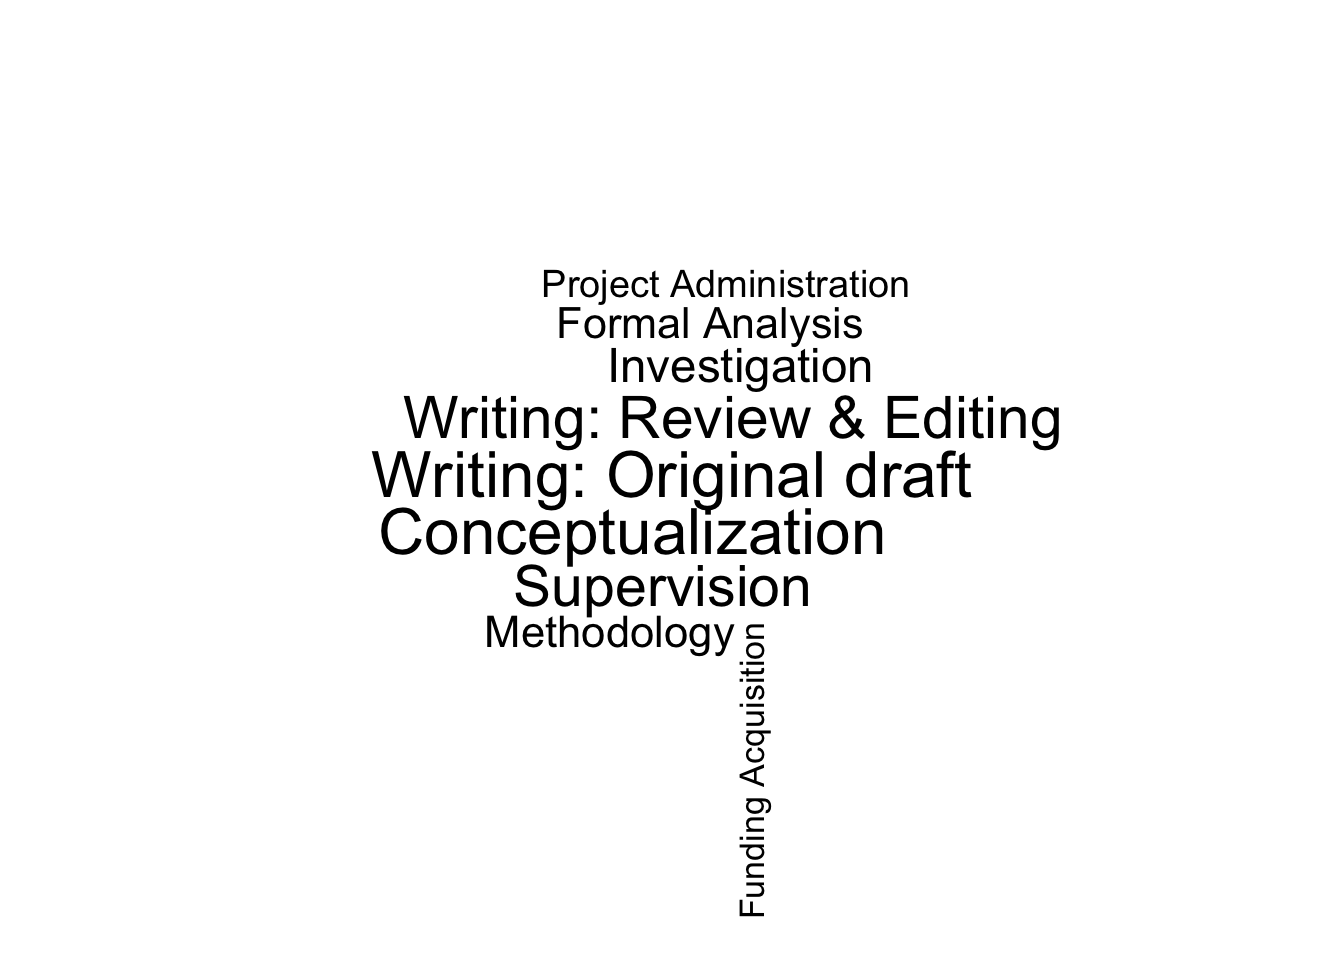 Project Administration
Formal Analysis
Investigation
Writing: Review & Editing
Writing: Original draft
Conceptualization
Supervision
Methodology
Funding Acquisition